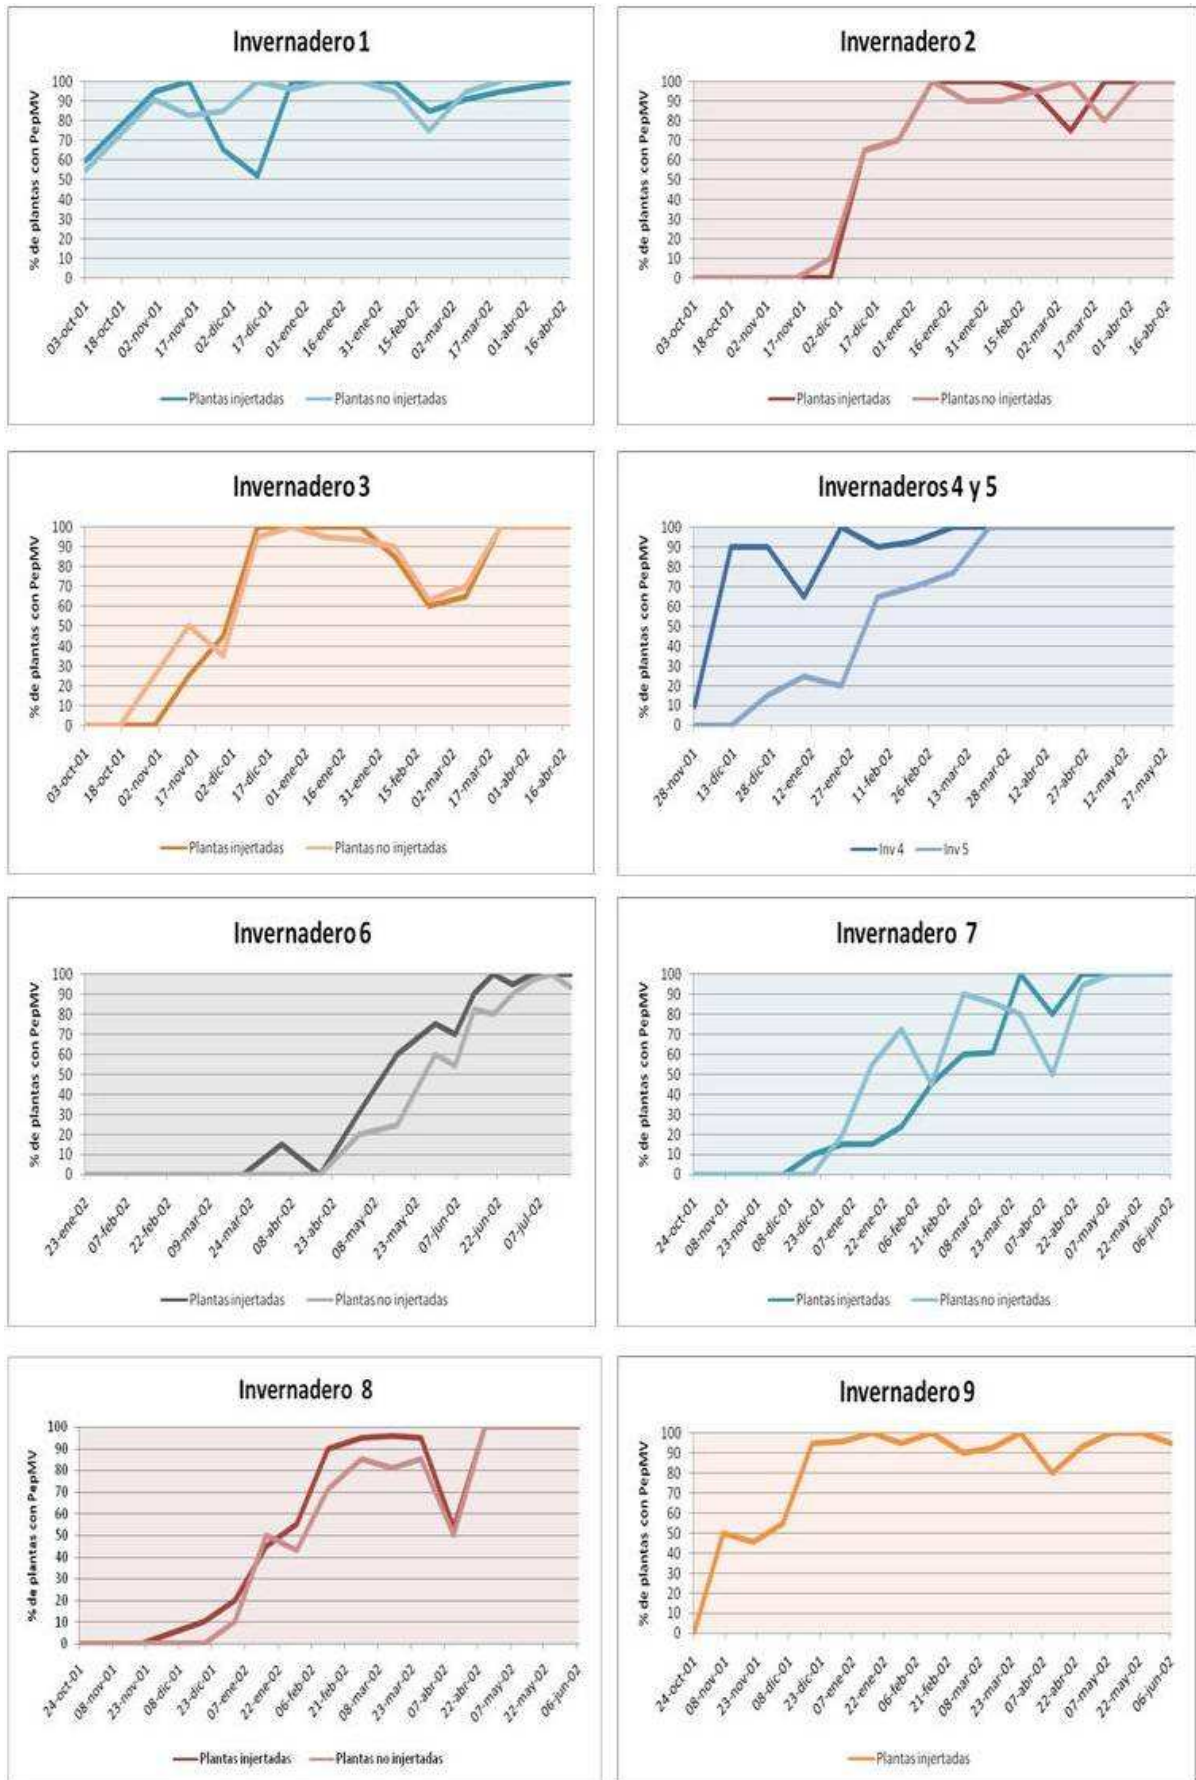 Invernadero 1
% de plantas con PepMV
100
90
80
70
60
50
40
30
20
10
0
03-oct-01
18-oct-01
02-nov-01
17-nov-01
02-dic-01
17-dic-01
01-ene-02
16-ene-02
31-ene-02
15-feb-02
02-mar-02
17-mar-02
01-abr-02
16-abr-02
Plantas injertadas Plantas no injertadas
Invernadero 2
% de plantas con PepMV
100
90
80
70
60
50
40
30
20
10
0
03-oct-01
18-oct-01
02-nov-01
17-nov-01
02-dic-01
17-dic-01
01-ene-02
16-ene-02
31-ene-02
15-feb-02
02-mar-02
17-mar-02
01-abr-02
16-abr-02
Plantas injertadas Plantas no injertadas
Invernadero 3
% de plantas con PepMV
100
90
80
70
60
50
40
30
20
10
0
03-oct-01
18-oct-01
02-nov-01
17-nov-01
02-dic-01
17-dic-01
01-ene-02
16-ene-02
31-ene-02
15-feb-02
02-mar-02
17-mar-02
01-abr-02
16-abr-02
Plantas injertadas Plantas no injertadas
Invernaderos 4 y 5
% de plantas con PepMV
100
90
80
70
60
50
40
30
20
10
0
28-nov-01
13-dic-01
28-dic-01
12-ene-02
27-ene-02
11-feb-02
26-feb-02
13-mar-02
28-mar-02
12-abr-02
27-abr-02
12-may-02
27-may-02
Inv 4 Inv 5
Invernadero 6
% de plantas con PepMV
100
90
80
70
60
50
40
30
20
10
0
23-ene-02
07-feb-02
22-feb-02
09-mar-02
24-mar-02
08-abr-02
23-abr-02
08-may-02
23-may-02
07-jun-02
22-jun-02
07-jul-02
Plantas injertadas Plantas no injertadas
Invernadero 7
% de plantas con PepMV
100
90
80
70
60
50
40
30
20
10
0
24-oct-01
08-nov-01
23-nov-01
08-dic-01
23-dic-01
07-ene-02
22-ene-02
06-feb-02
21-feb-02
08-mar-02
23-mar-02
07-abr-02
22-abr-02
07-may-02
22-may-02
06-jun-02
Plantas injertadas Plantas no injertadas
Invernadero 8
% de plantas con PepMV
100
90
80
70
60
50
40
30
20
10
0
24-oct-01
08-nov-01
23-nov-01
08-dic-01
23-dic-01
07-ene-02
22-ene-02
06-feb-02
21-feb-02
08-mar-02
23-mar-02
07-abr-02
22-abr-02
07-may-02
22-may-02
06-jun-02
Plantas injertadas Plantas no injertadas
Invernadero 9
% de plantas con PepMV
100
90
80
70
60
50
40
30
20
10
0
24-oct-01
08-nov-01
23-nov-01
08-dic-01
23-dic-01
07-ene-02
22-ene-02
06-feb-02
21-feb-02
08-mar-02
23-mar-02
07-abr-02
22-abr-02
07-may-02
22-may-02
06-jun-02
Plantas injertadas